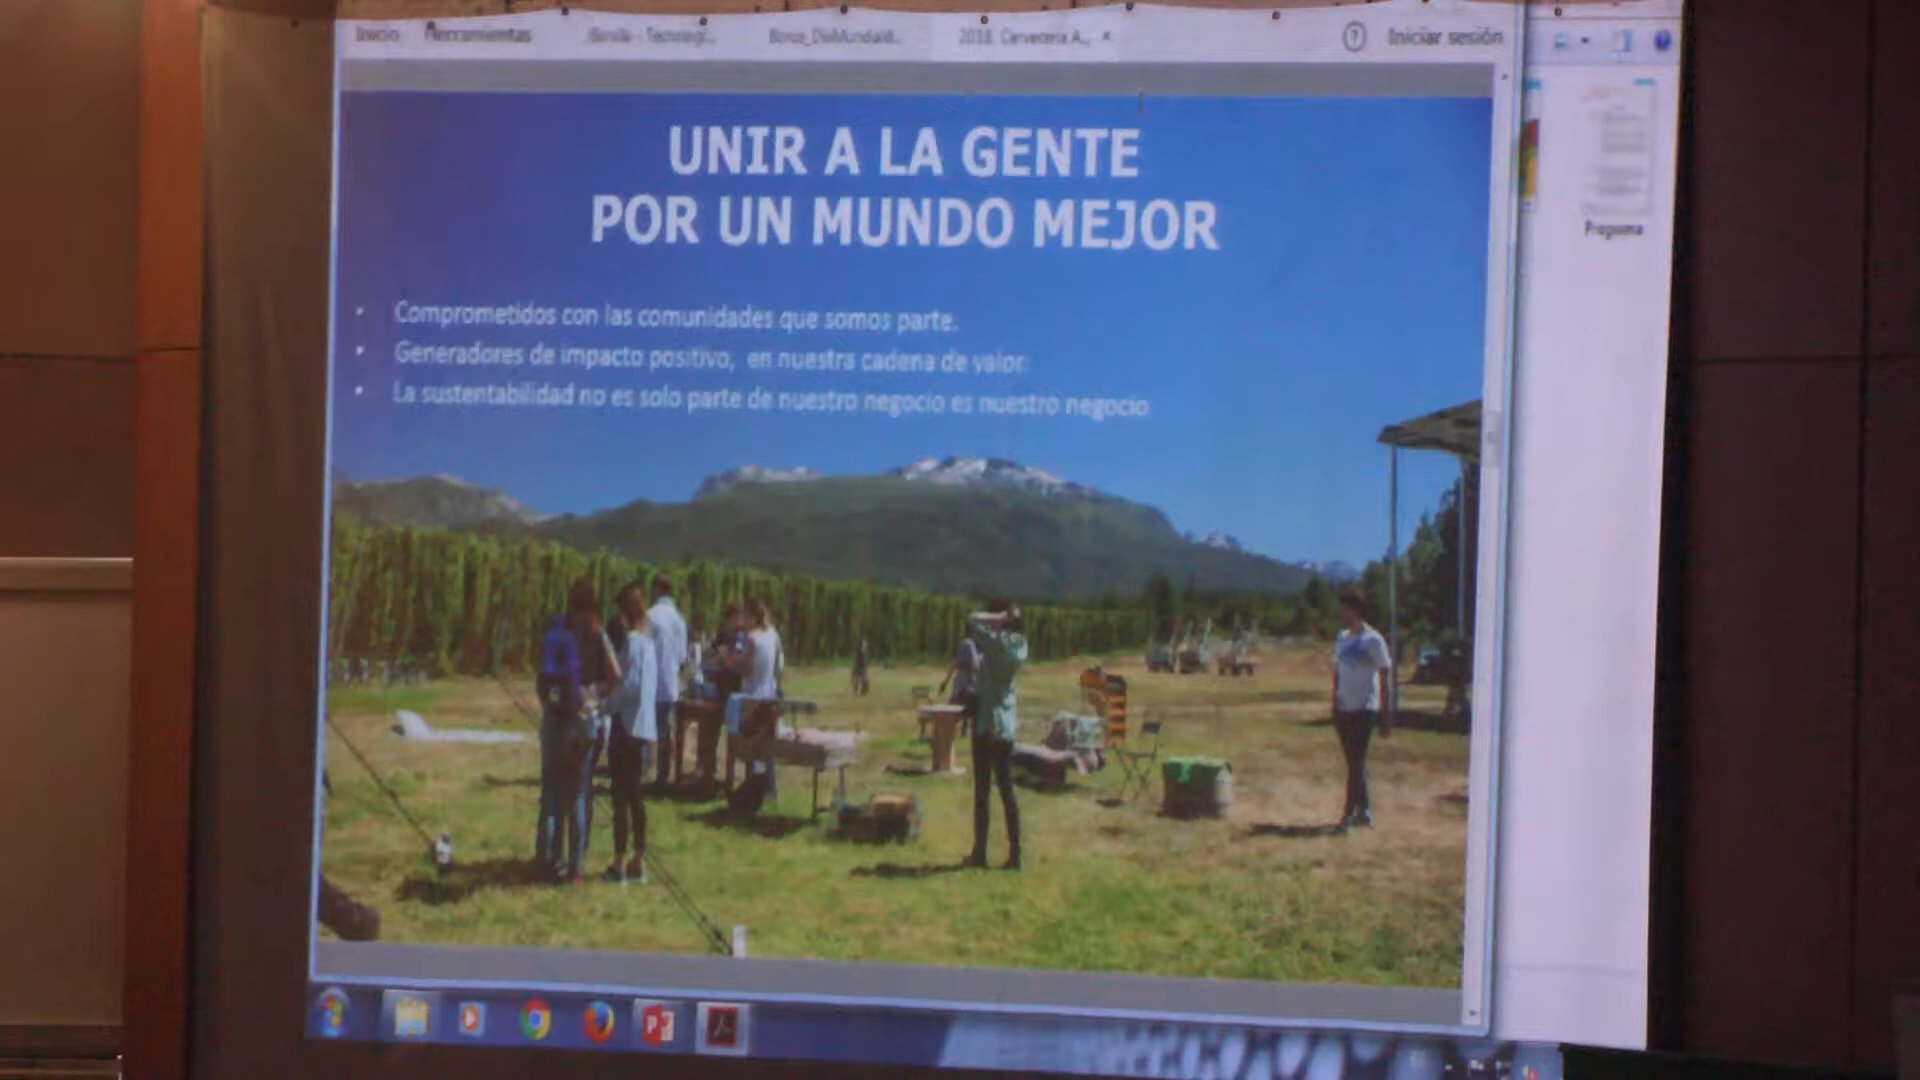 Inicio Herramientas
2018. Cervecería A...
Iniciar sesión
UNIR A LA GENTE
POR UN MUNDO MEJOR
• Comprometidos con las comunidades que somos parte.
• Generadores de impacto positivo, en nuestra cadena de valor.
• La sustentabilidad no es solo parte de nuestro negocio es nuestro negocio
Programa